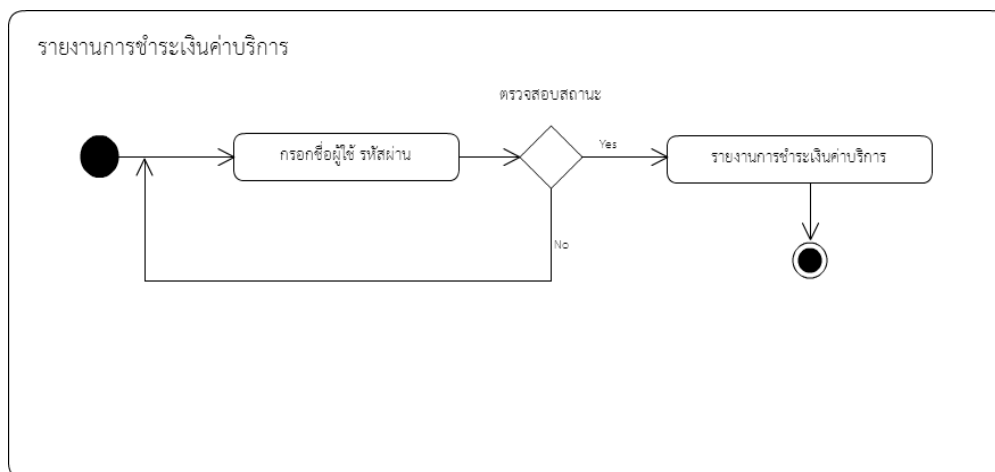 รายงานการชำระเงินค่าบริการ
ตรวจสอบสถานะ
กรอกชื่อผู้ใช้ รหัสผ่าน
Yes
รายงานการชำระเงินค่าบริการ
No